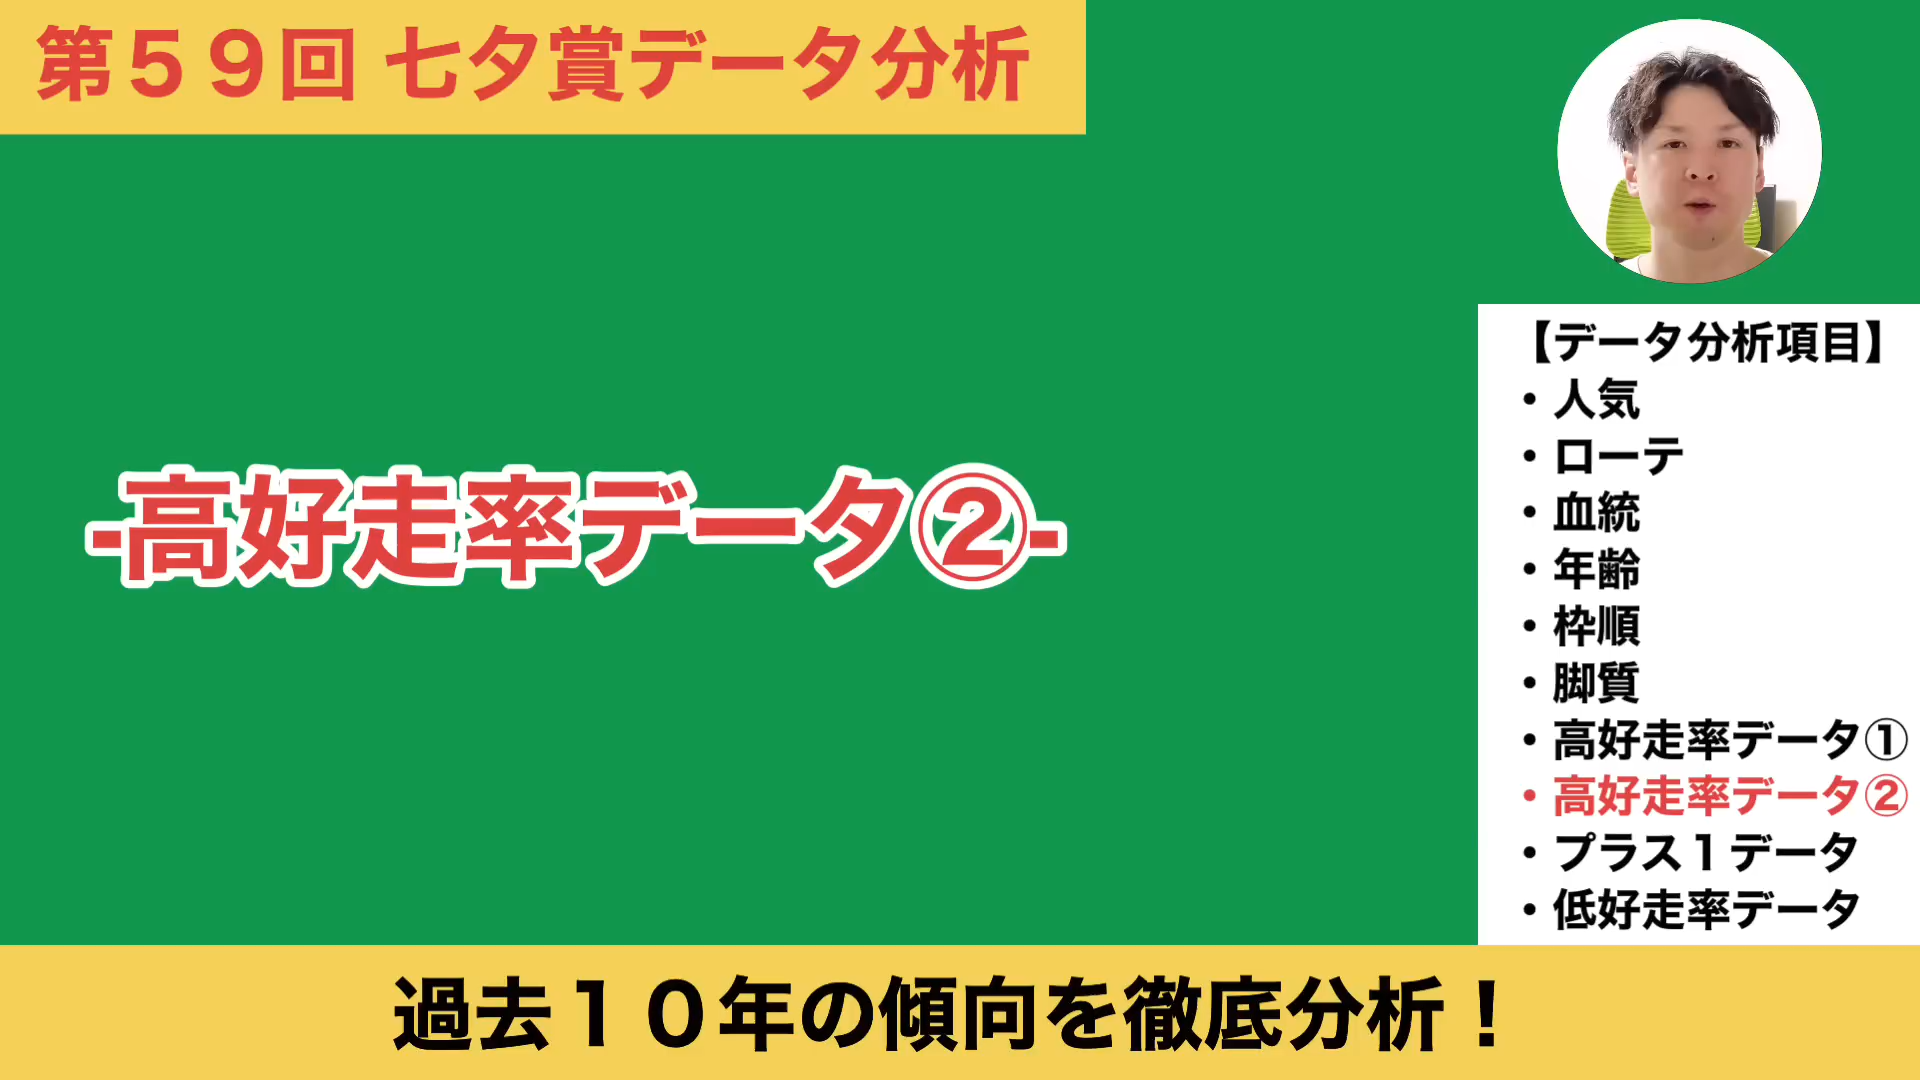 第５９回 七夕賞データ分析
-高好走率データ②-
【データ分析項目】
・人気
・ローテ
・血統
・年齢
・枠順
・脚質
・高好走率データ①
・高好走率データ②
・プラス１データ
・低好走率データ
過去１０年の傾向を徹底分析！